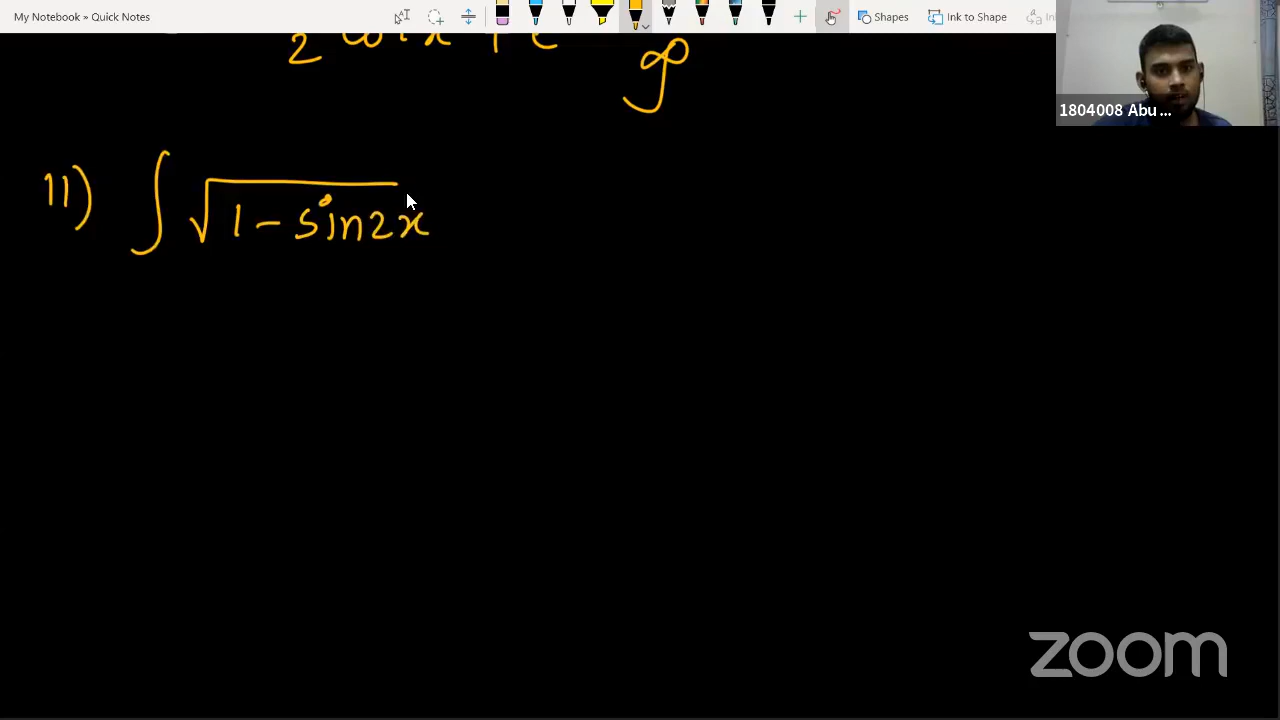 My Notebook » Quick Notes
Shapes
Ink to Shape
1804008 Abu ...
11) ∫ √1 - sin2x
zoom